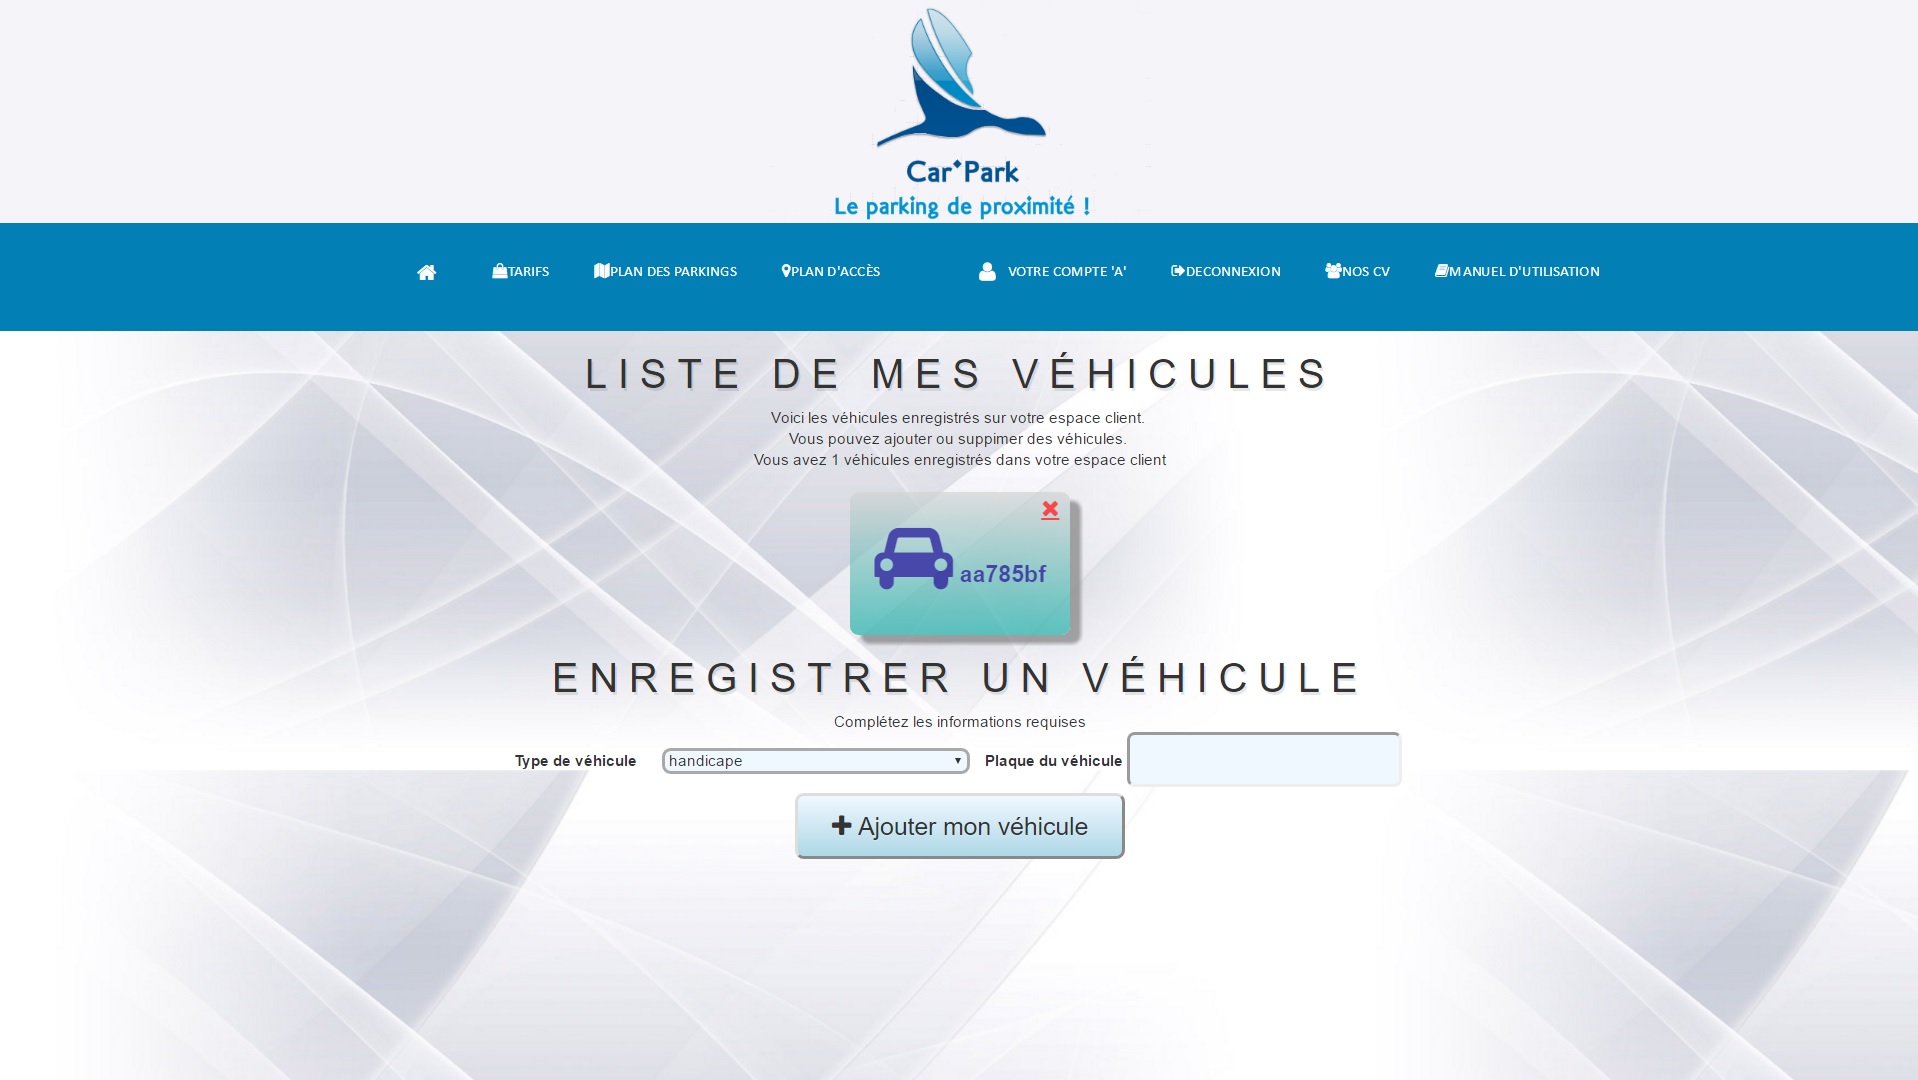 Car'Park
Le parking de proximité !
TARIFS
PLAN DES PARKINGS
PLAN D'ACCÈS
VOTRE COMPTE 'A'
DECONNEXION
NOS CV
MANUEL D'UTILISATION
LISTE DE MES VÉHICULES
Voici les véhicules enregistrés sur votre espace client.
Vous pouvez ajouter ou suppimer des véhicules.
Vous avez 1 véhicules enregistrés dans votre espace client
aa785bf
ENREGISTRER UN VÉHICULE
Complétez les informations requises
Type de véhicule
handicape
Plaque du véhicule
Ajouter mon véhicule